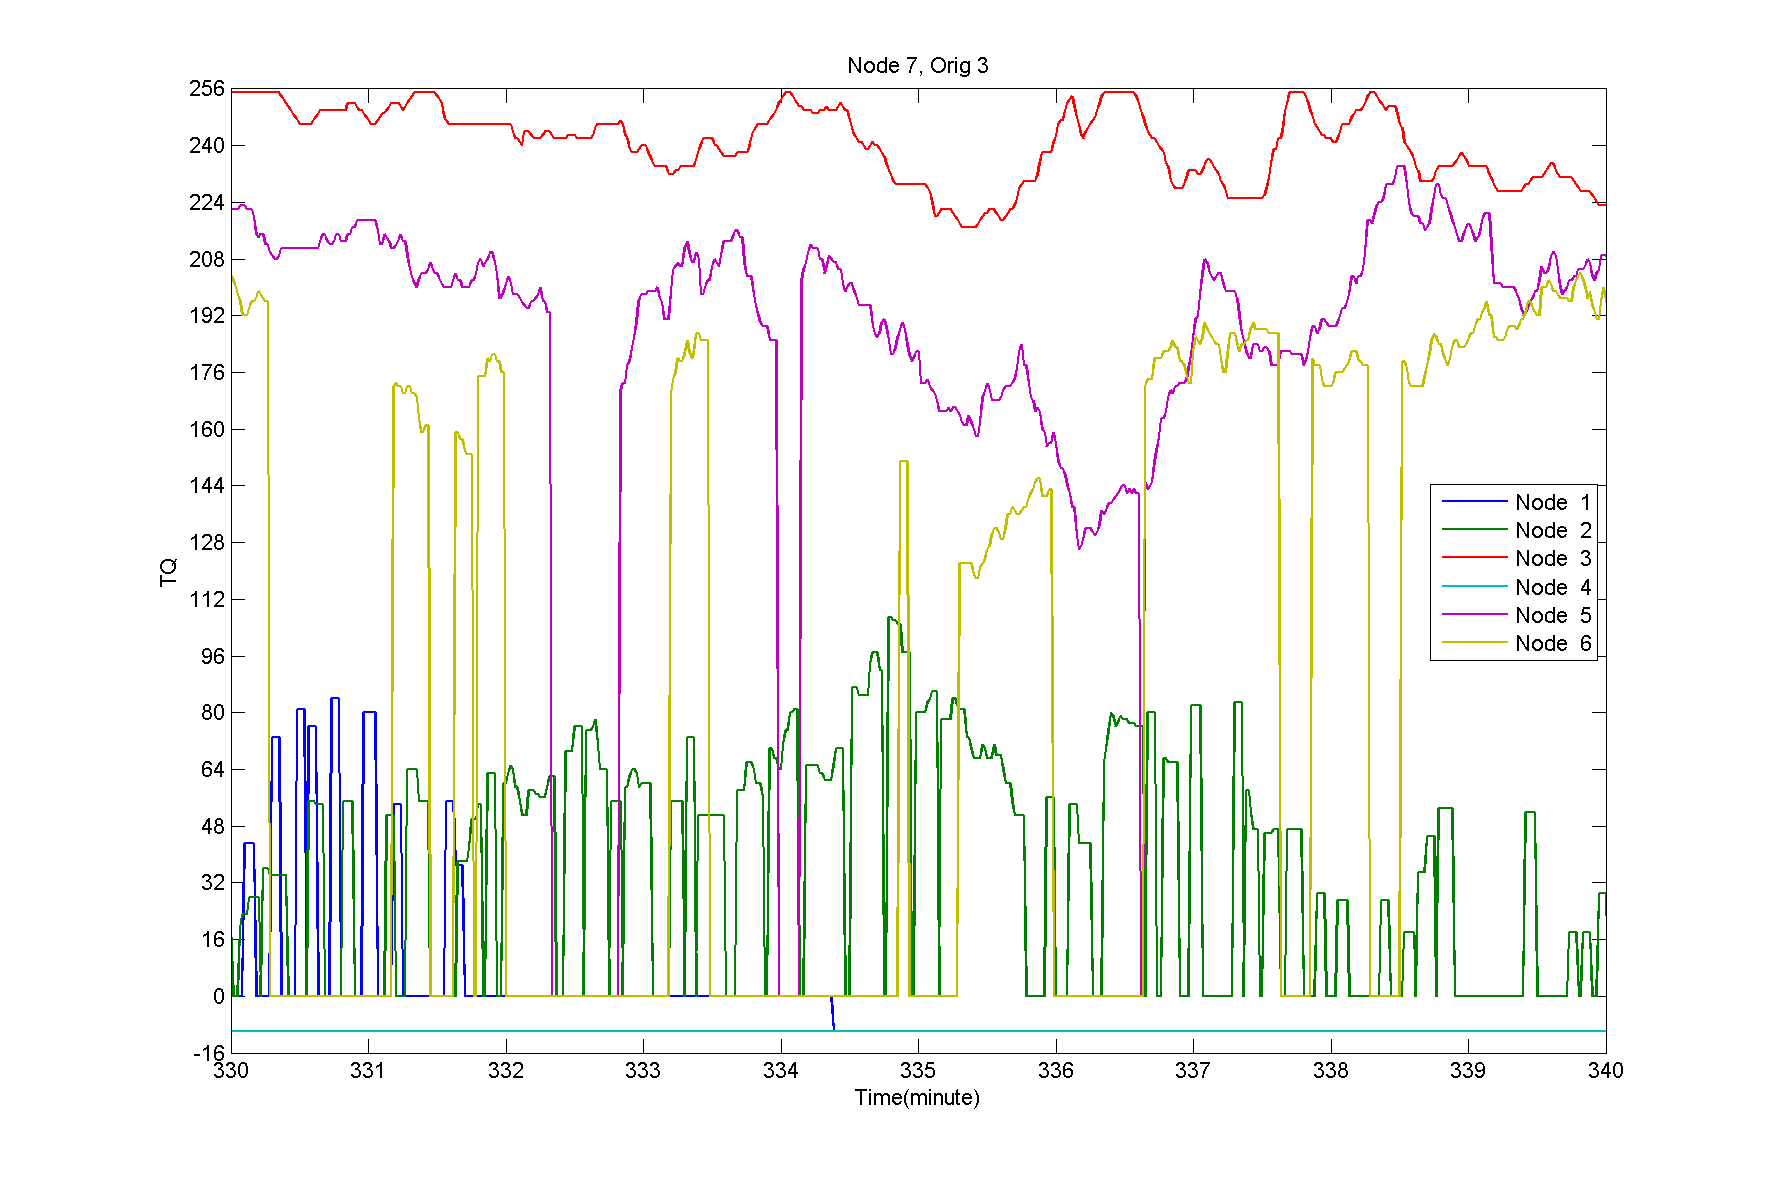 Node 7, Orig 3
256
240
224
208
192
176
160
144
128
112
96
80
64
48
32
16
0
-16
TQ
Node 1
Node 2
Node 3
Node 4
Node 5
Node 6
330 331 332 333 334 335 336 337 338 339 340
Time(minute)